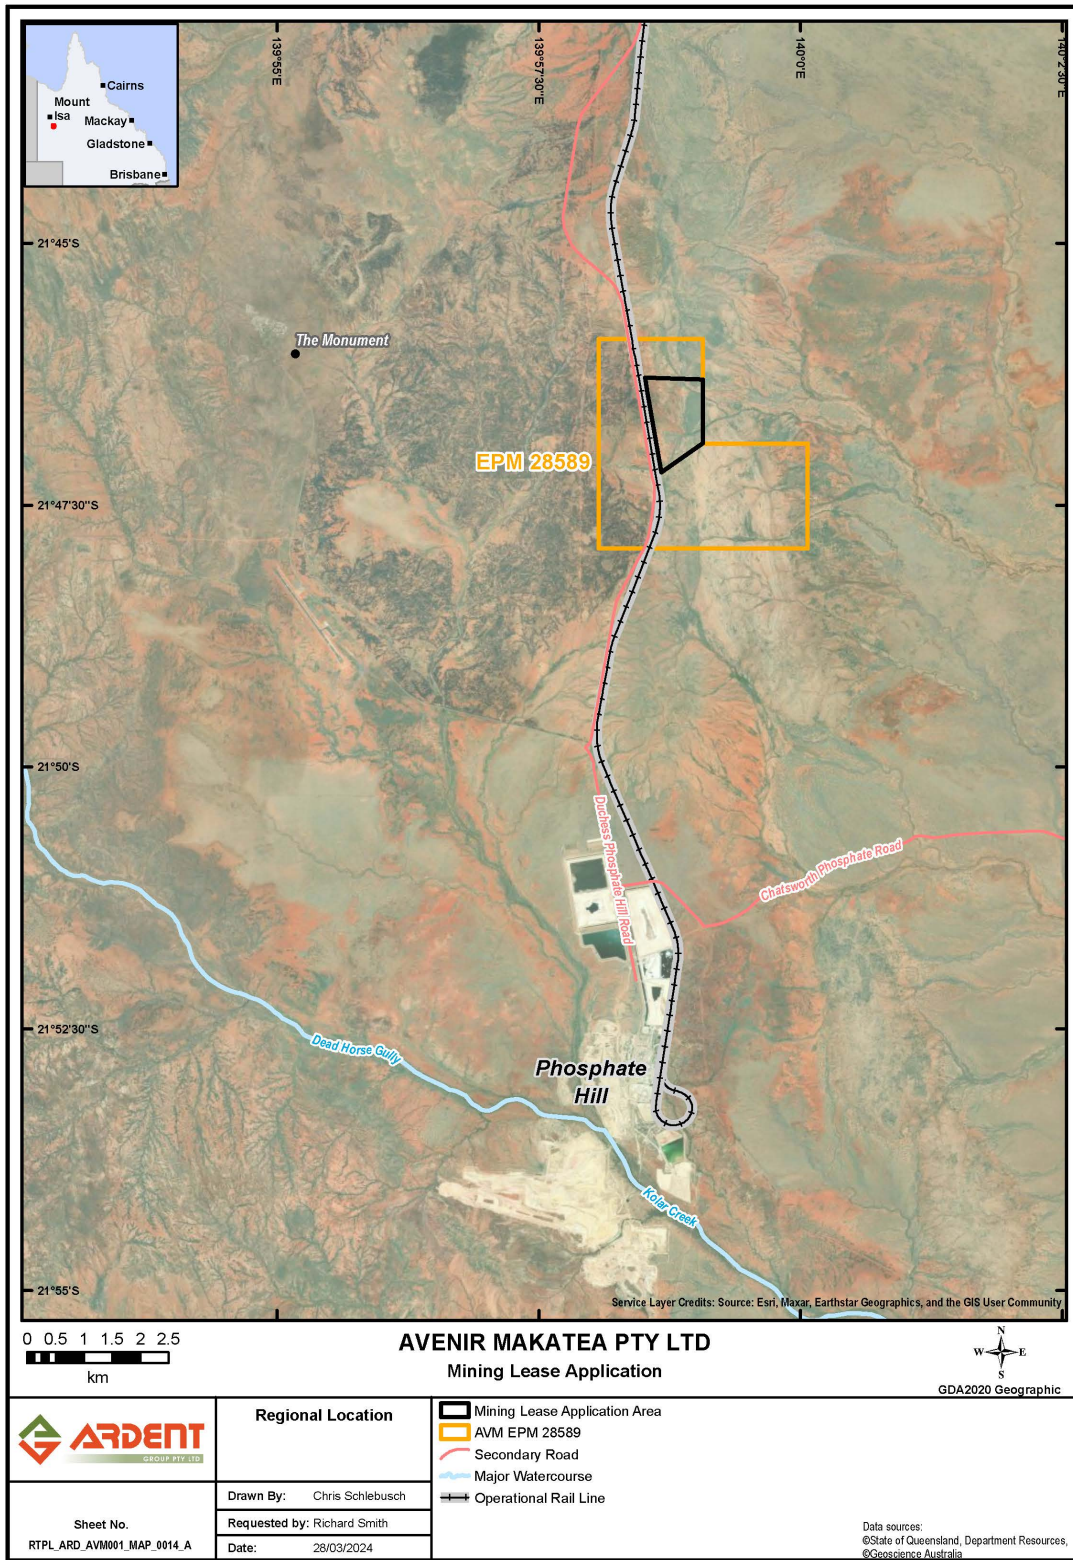 139°55'E
139°57'30"E
140°0'E
140°2'30"E
Cairns
Mount
Isa
Mackay
Gladstone
Brisbane
21°45'S
The Monument
EPM 28589
21°47'30"S
21°50'S
Duchess Phosphate Hill Road
Chatsworth Phosphate Road
21°52'30"S
Dead Horse Gully
Phosphate
Hill
Kolar Creek
21°55'S
Service Layer Credits: Source: Esri, Maxar, Earthstar Geographics, and the GIS User Community
0 0.5 1 1.5 2 2.5
km
AVENIR MAKATEA PTY LTD
Mining Lease Application
N
W E
S
GDA2020 Geographic
ARDENT
GROUP PTY LTD
Regional Location
Mining Lease Application Area
AVM EPM 28589
Secondary Road
Major Watercourse
Operational Rail Line
Sheet No.
RTPL_ARD_AVM001_MAP_0014_A
Drawn By: Chris Schlebusch
Requested by: Richard Smith
Date: 28/03/2024
Data sources:
©State of Queensland, Department Resources,
©Geoscience Australia